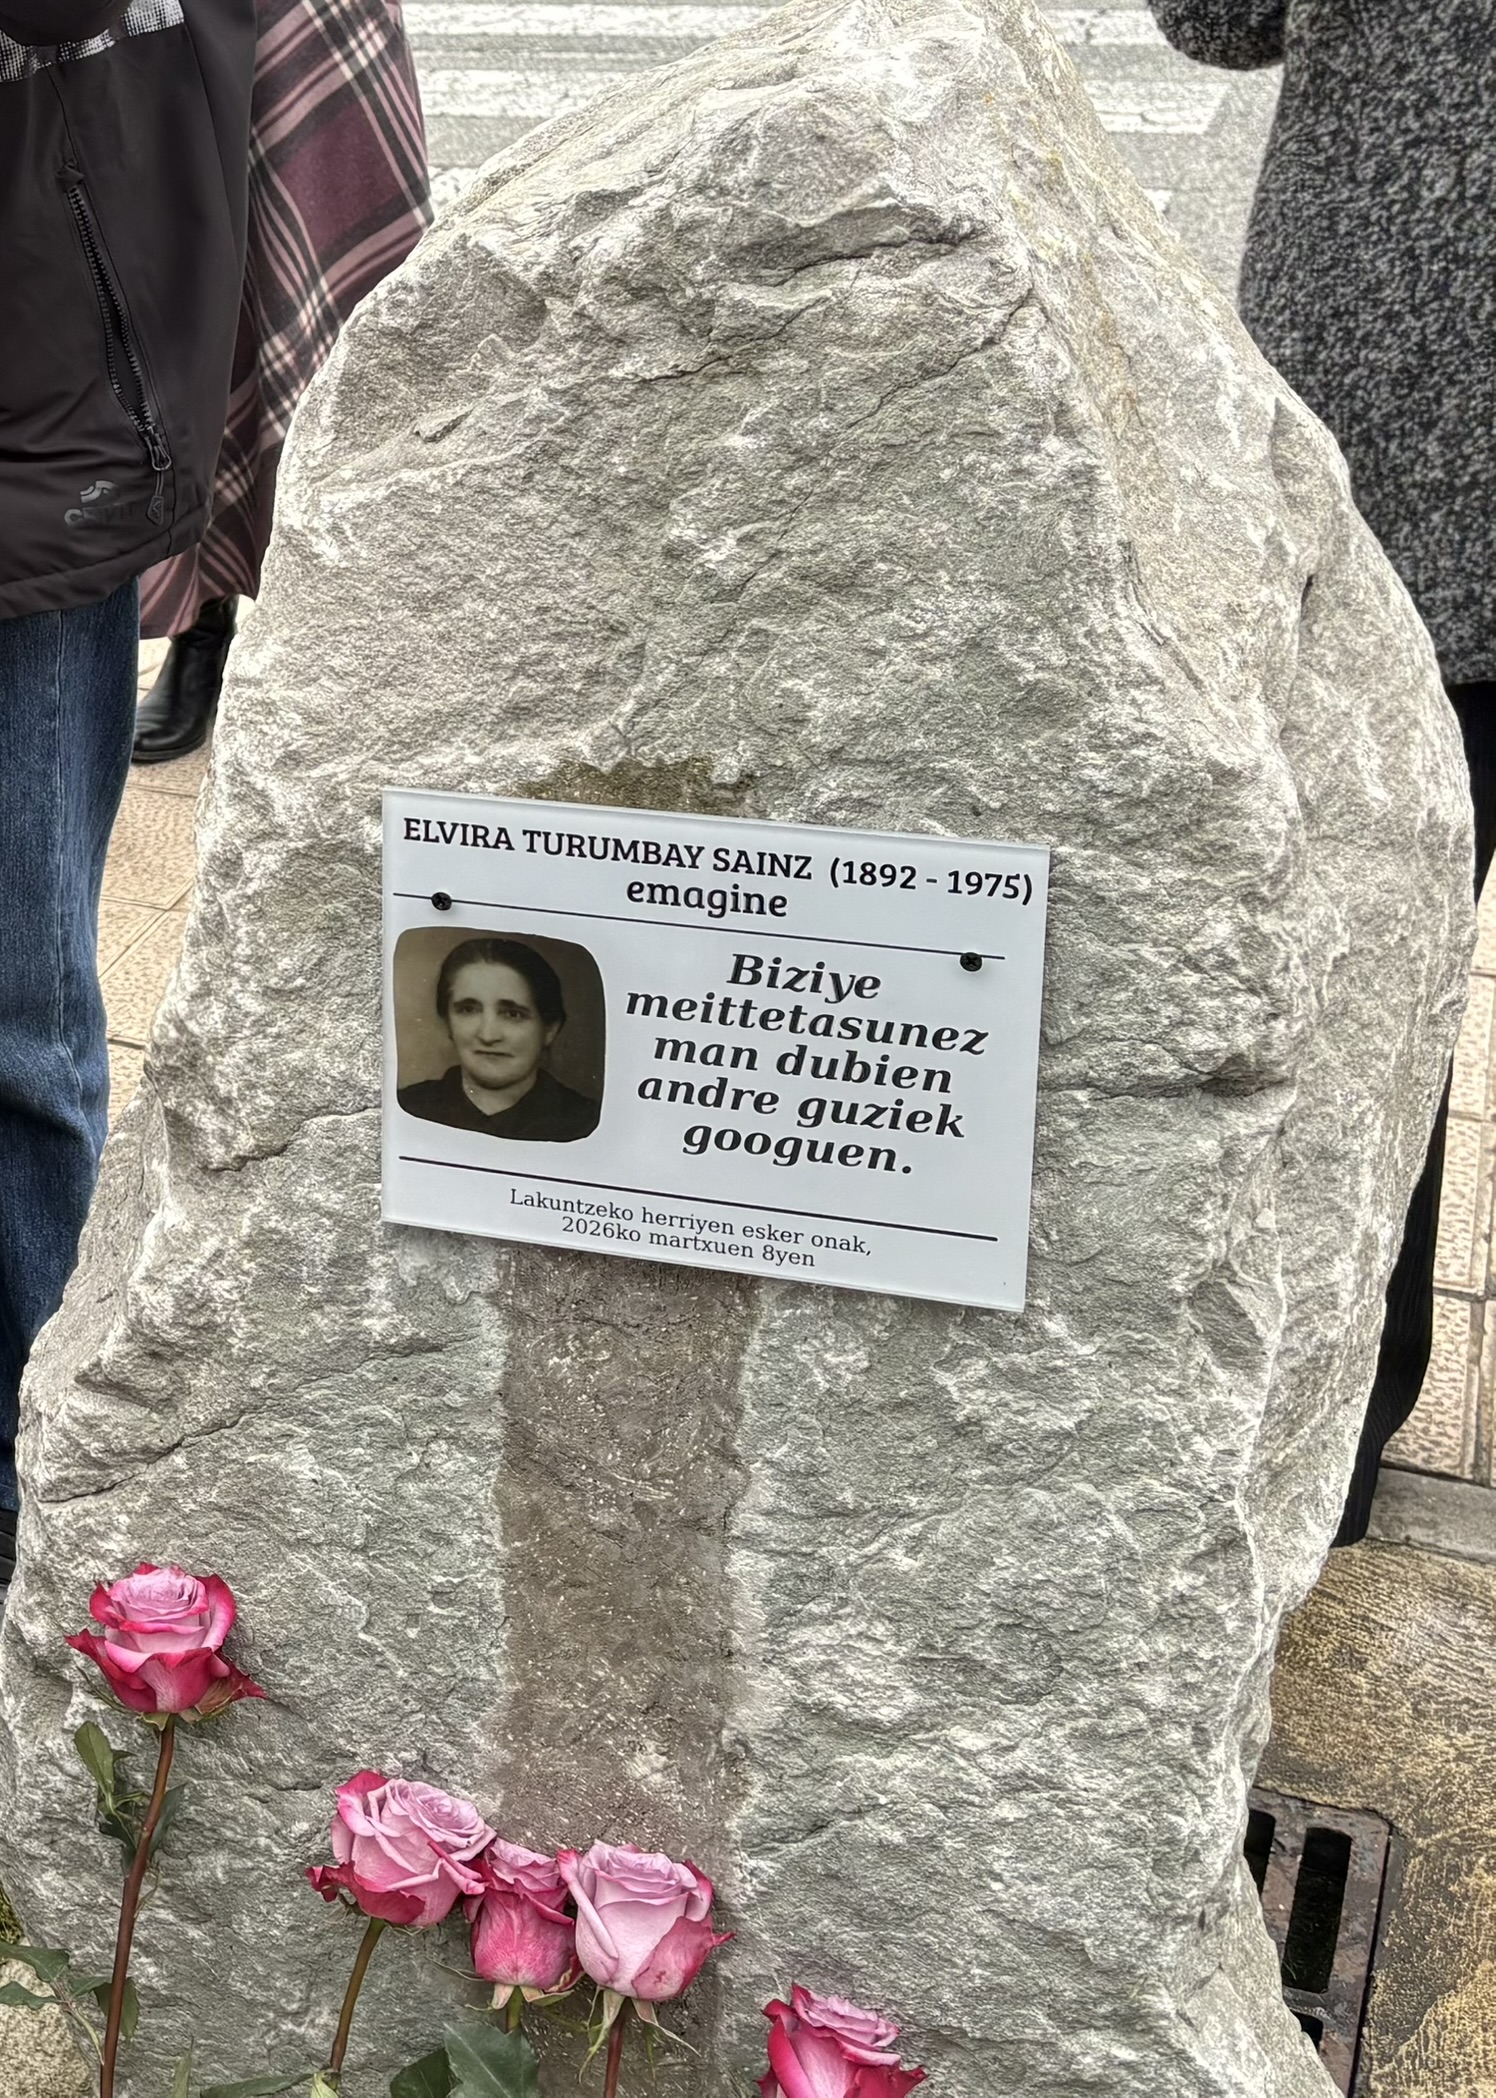 ELVIRA TURUMBAY SAINZ (1892 - 1975)
emagine
Biziye
meittetasunez
man dubien
andre guziek
googuen.
Lakuntzeko herriyen esker onak,
2026ko martxuen 8yen